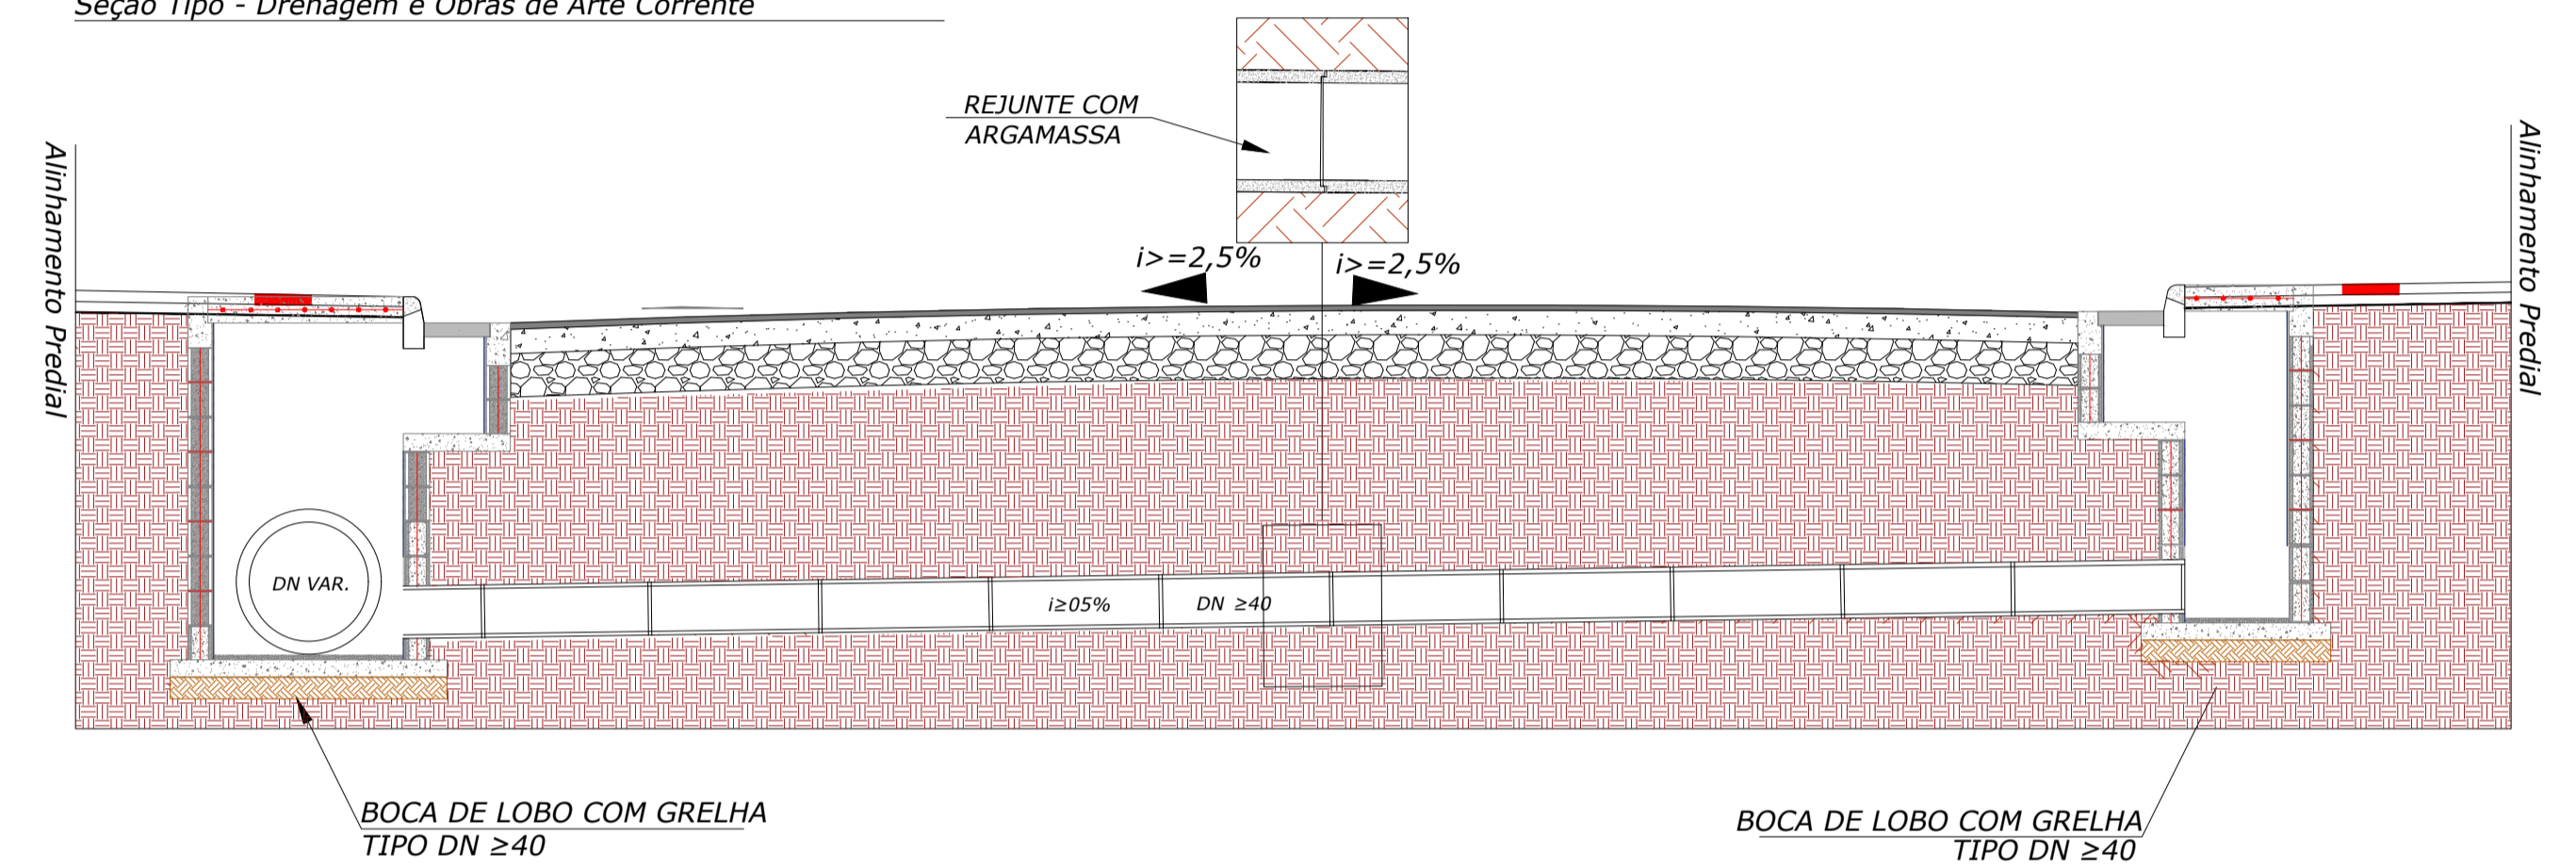 Seção Tipo - Drenagem e Obras de Arte Corrente
REJUNTE COM
ARGAMASSA
Alinhamento Predial
Alinhamento Predial
i>=2,5%
i>=2,5%
DN VAR.
i≥05%
DN ≥40
BOCA DE LOBO COM GRELHA
TIPO DN ≥40
BOCA DE LOBO COM GRELHA
TIPO DN ≥40